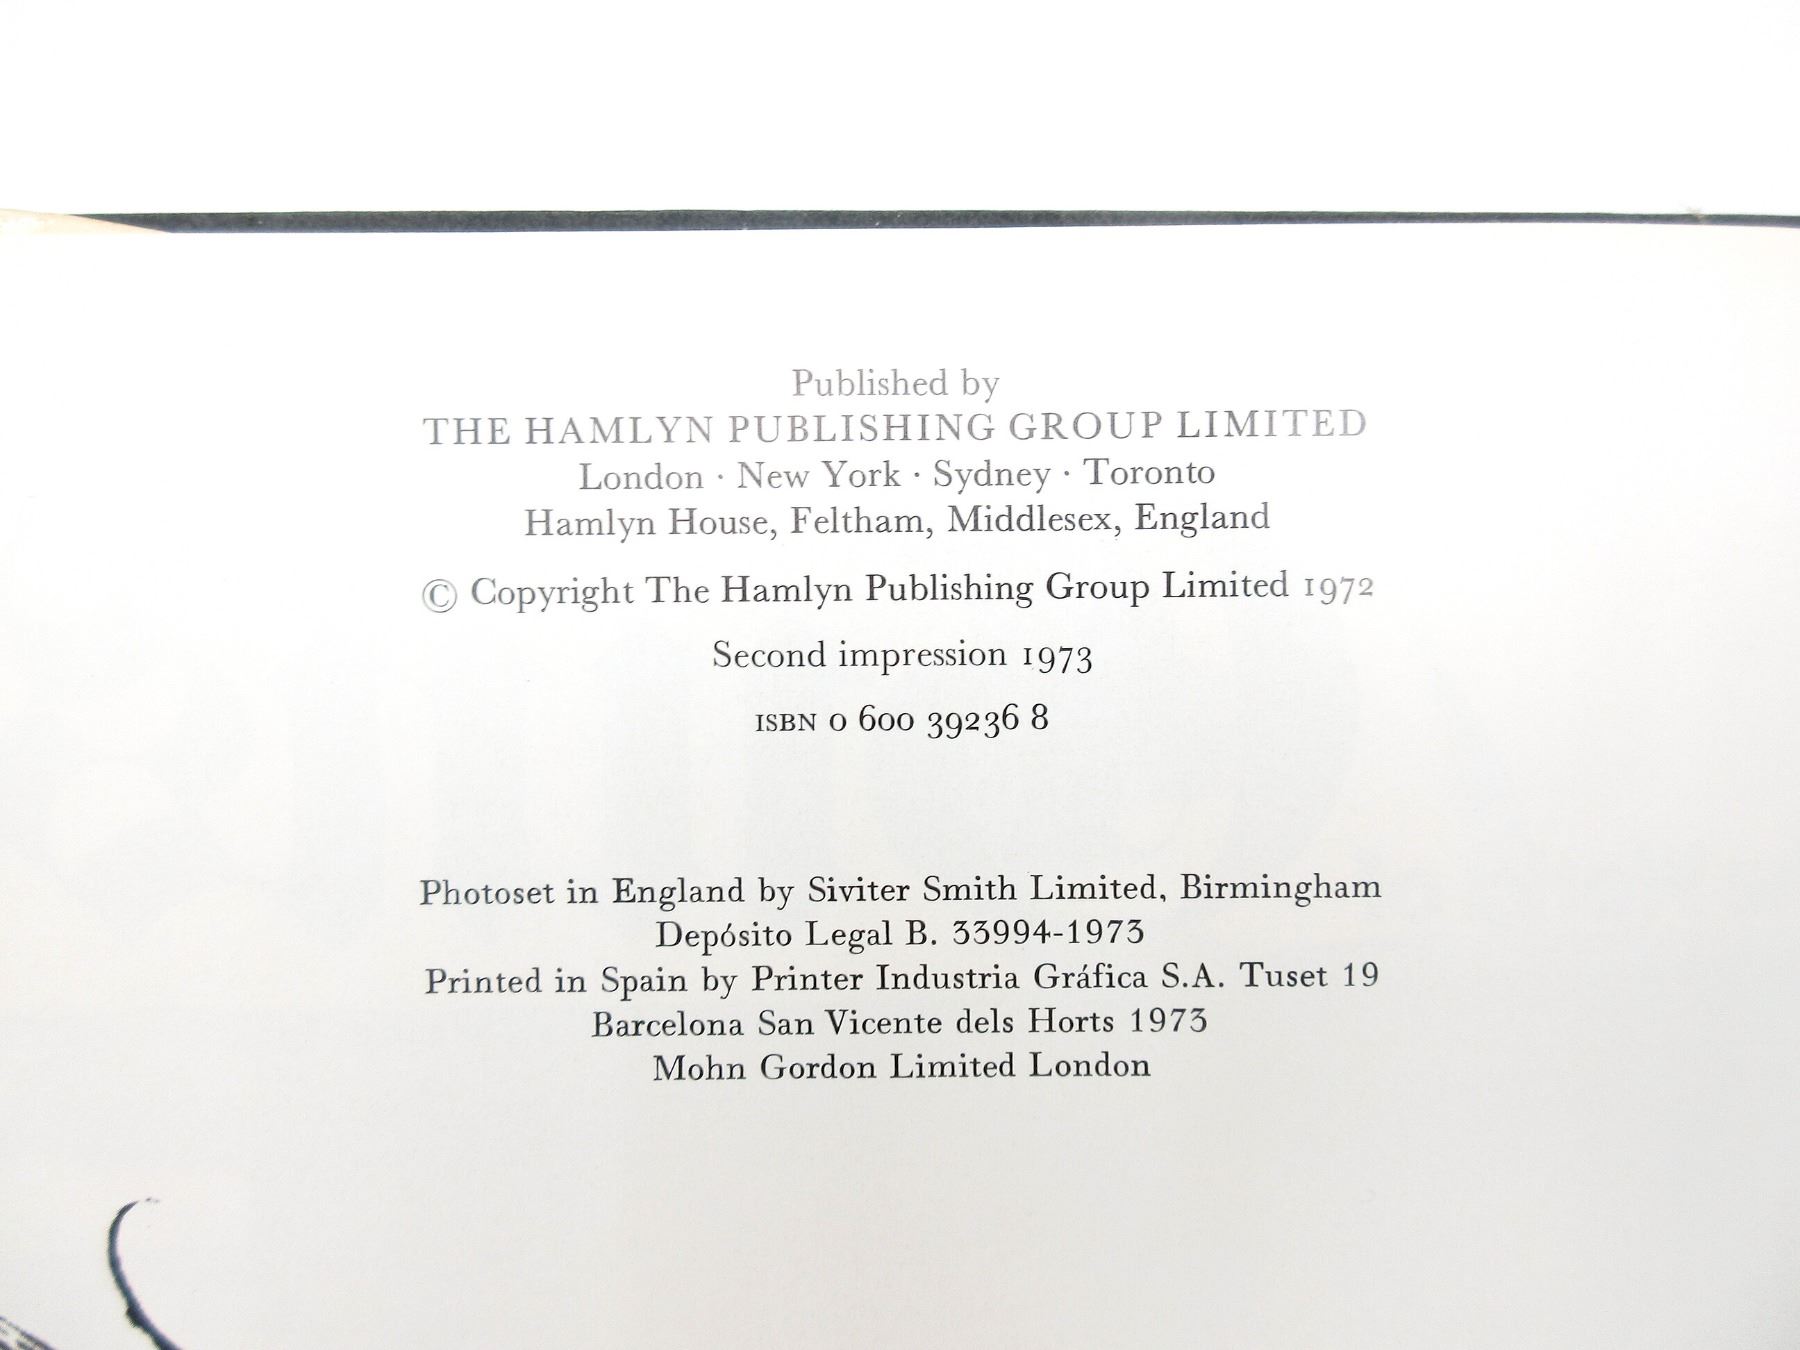 Published by
THE HAMLYN PUBLISHING GROUP LIMITED
London · New York · Sydney · Toronto
Hamlyn House, Feltham, Middlesex, England
© Copyright The Hamlyn Publishing Group Limited 1972
Second impression 1973
ISBN 0 600 39236 8
Photoset in England by Siviter Smith Limited, Birmingham
Depósito Legal B. 33994-1973
Printed in Spain by Printer Industria Gráfica S.A. Tuset 19
Barcelona San Vicente dels Horts 1973
Mohn Gordon Limited London